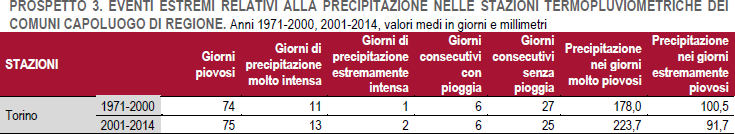 PROSPETTO 3. EVENTI ESTREMI RELATIVI ALLA PRECIPITAZIONE NELLE STAZIONI TERMOPLUVIOMETRICHE DEI
COMUNI CAPOLUOGO DI REGIONE. Anni 1971-2000, 2001-2014, valori medi in giorni e millimetri
STAZIONI Giorni piovosi Giorni di precipitazione molto intensa Giorni di precipitazione estremamente intensa Giorni consecutivi con pioggia Giorni consecutivi senza pioggia Precipitazione nei giorni molto piovosi Precipitazione nei giorni estremamente piovosi
Torino 1971-2000 74 11 1 6 27 178,0 100,5
2001-2014 75 13 2 6 25 223,7 91,7